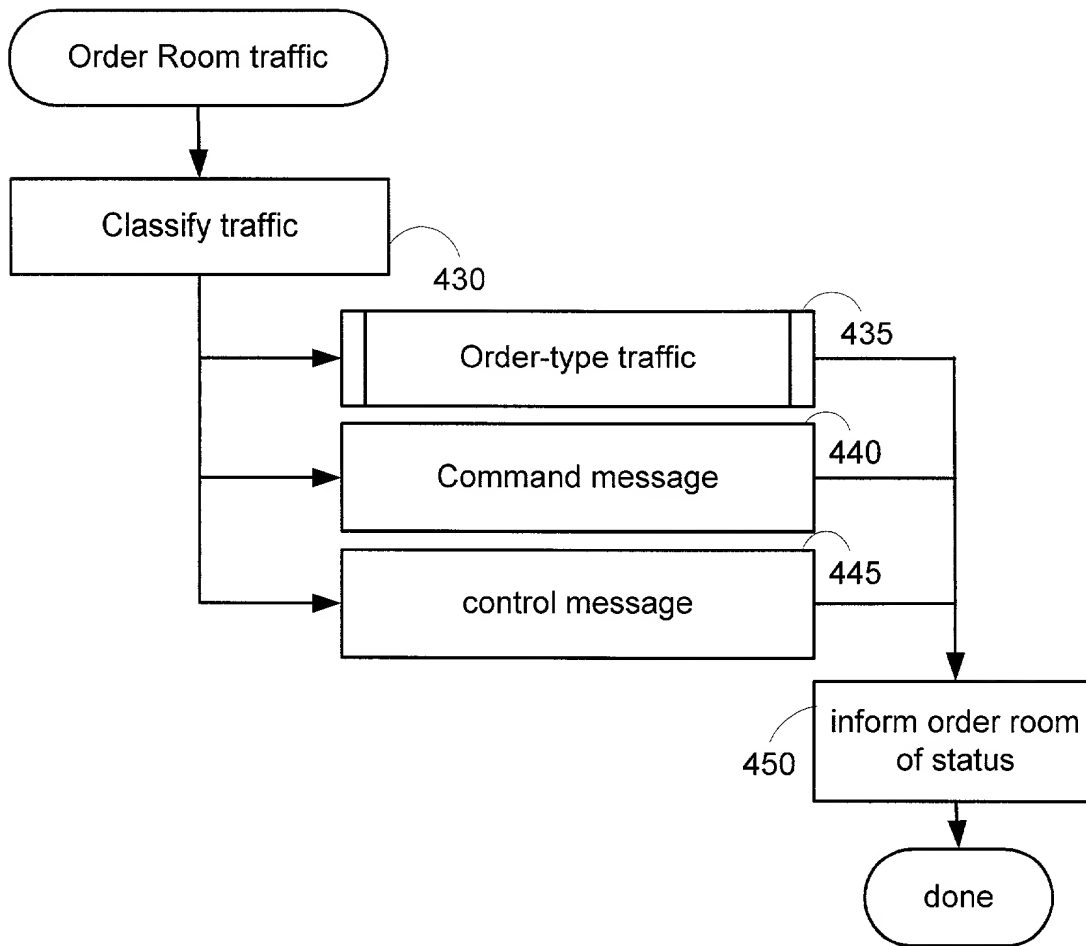 Order Room traffic
Classify traffic
430
Order-type traffic
435
Command message
440
control message
445
inform order room
of status
450
done